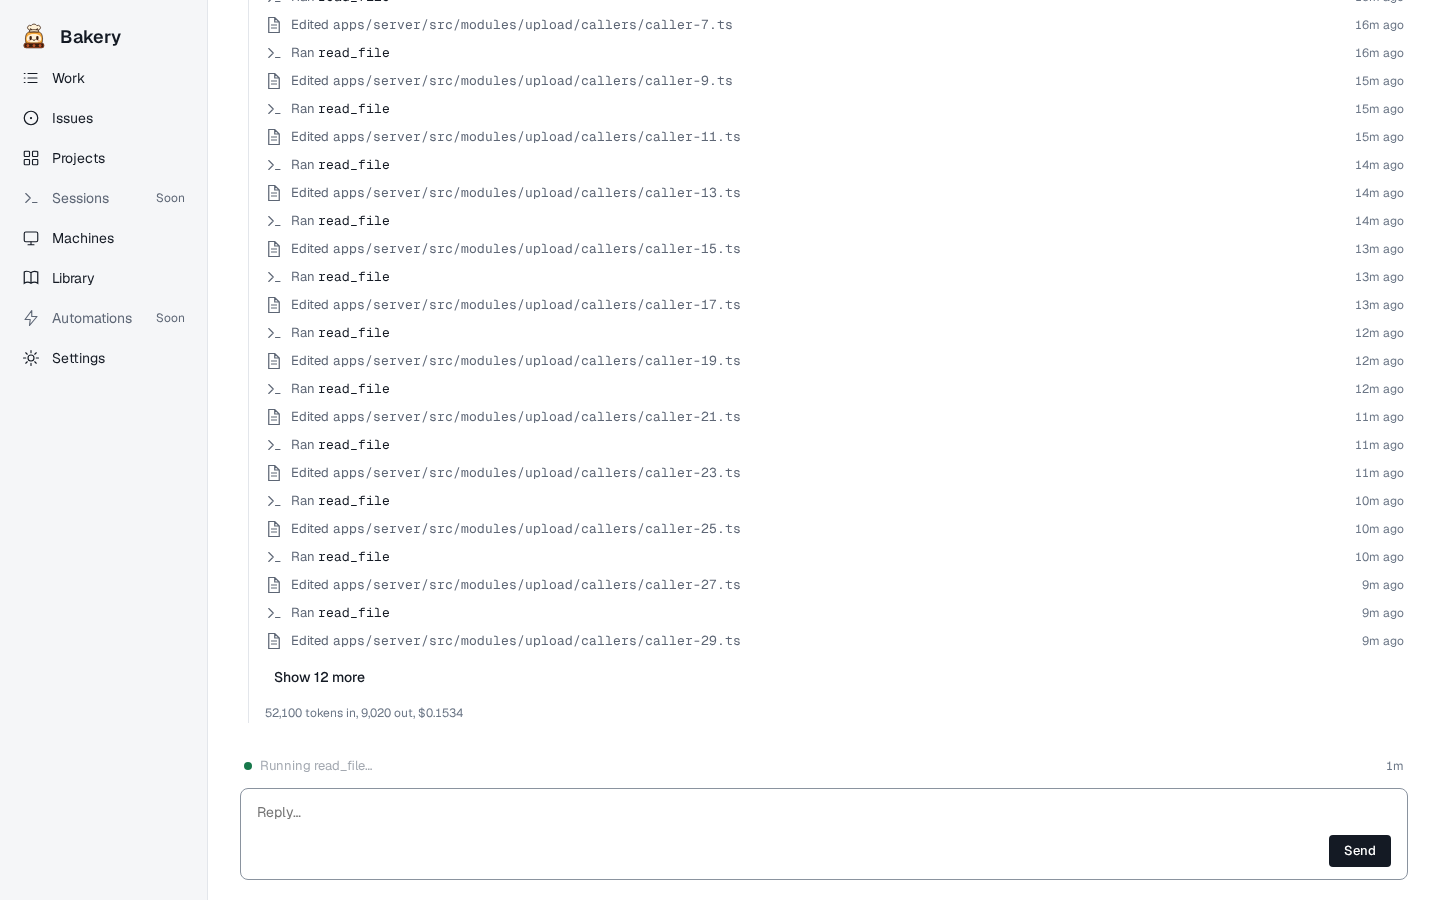 Bakery
Work
Issues
Projects
Sessions Soon
Machines
Library
Automations Soon
Settings
Edited apps/server/src/modules/upload/callers/caller-7.ts 16m ago
Ran read_file 16m ago
Edited apps/server/src/modules/upload/callers/caller-9.ts 15m ago
Ran read_file 15m ago
Edited apps/server/src/modules/upload/callers/caller-11.ts 15m ago
Ran read_file 14m ago
Edited apps/server/src/modules/upload/callers/caller-13.ts 14m ago
Ran read_file 14m ago
Edited apps/server/src/modules/upload/callers/caller-15.ts 13m ago
Ran read_file 13m ago
Edited apps/server/src/modules/upload/callers/caller-17.ts 13m ago
Ran read_file 12m ago
Edited apps/server/src/modules/upload/callers/caller-19.ts 12m ago
Ran read_file 12m ago
Edited apps/server/src/modules/upload/callers/caller-21.ts 11m ago
Ran read_file 11m ago
Edited apps/server/src/modules/upload/callers/caller-23.ts 11m ago
Ran read_file 10m ago
Edited apps/server/src/modules/upload/callers/caller-25.ts 10m ago
Ran read_file 10m ago
Edited apps/server/src/modules/upload/callers/caller-27.ts 9m ago
Ran read_file 9m ago
Edited apps/server/src/modules/upload/callers/caller-29.ts 9m ago
Show 12 more
52,100 tokens in, 9,020 out, $0.1534
Running read_file… 1m
Reply…
Send